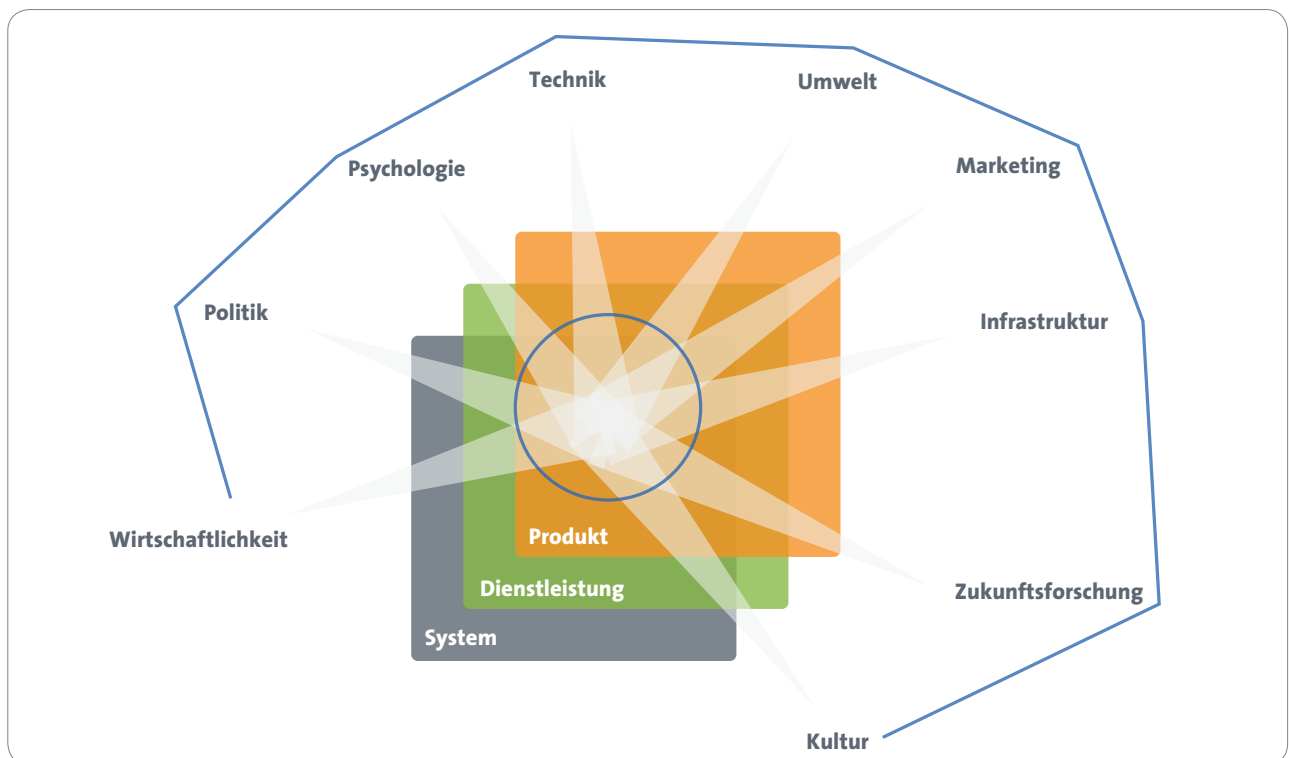 Technik
Umwelt
Psychologie
Marketing
Politik
Infrastruktur
Wirtschaftlichkeit
Produkt
Dienstleistung
Zukunftsforschung
System
Kultur